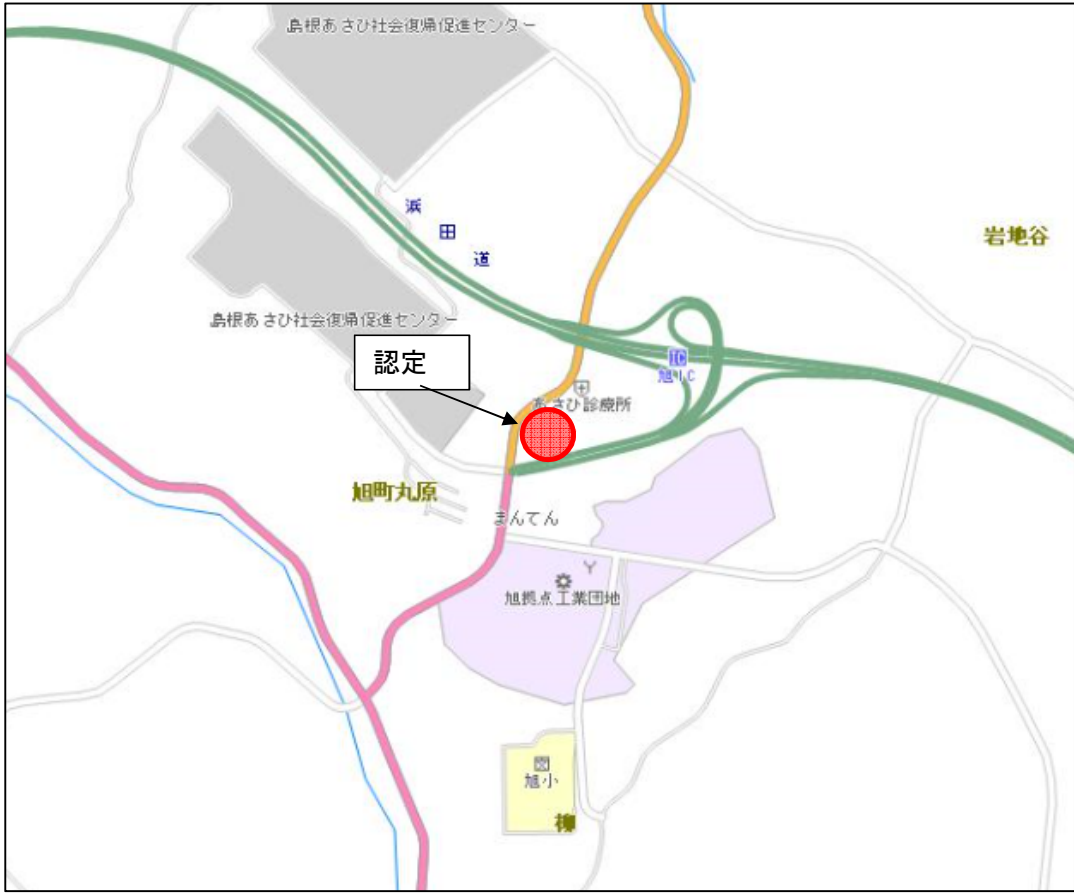 島根あさひ社会復帰促進センター
浜田道
岩地谷
島根あさひ社会復帰促進センター
認定
IC
旭IC
あさひ診療所
旭町丸原
まんてん
旭拠点工業団地
文
旭小
柳